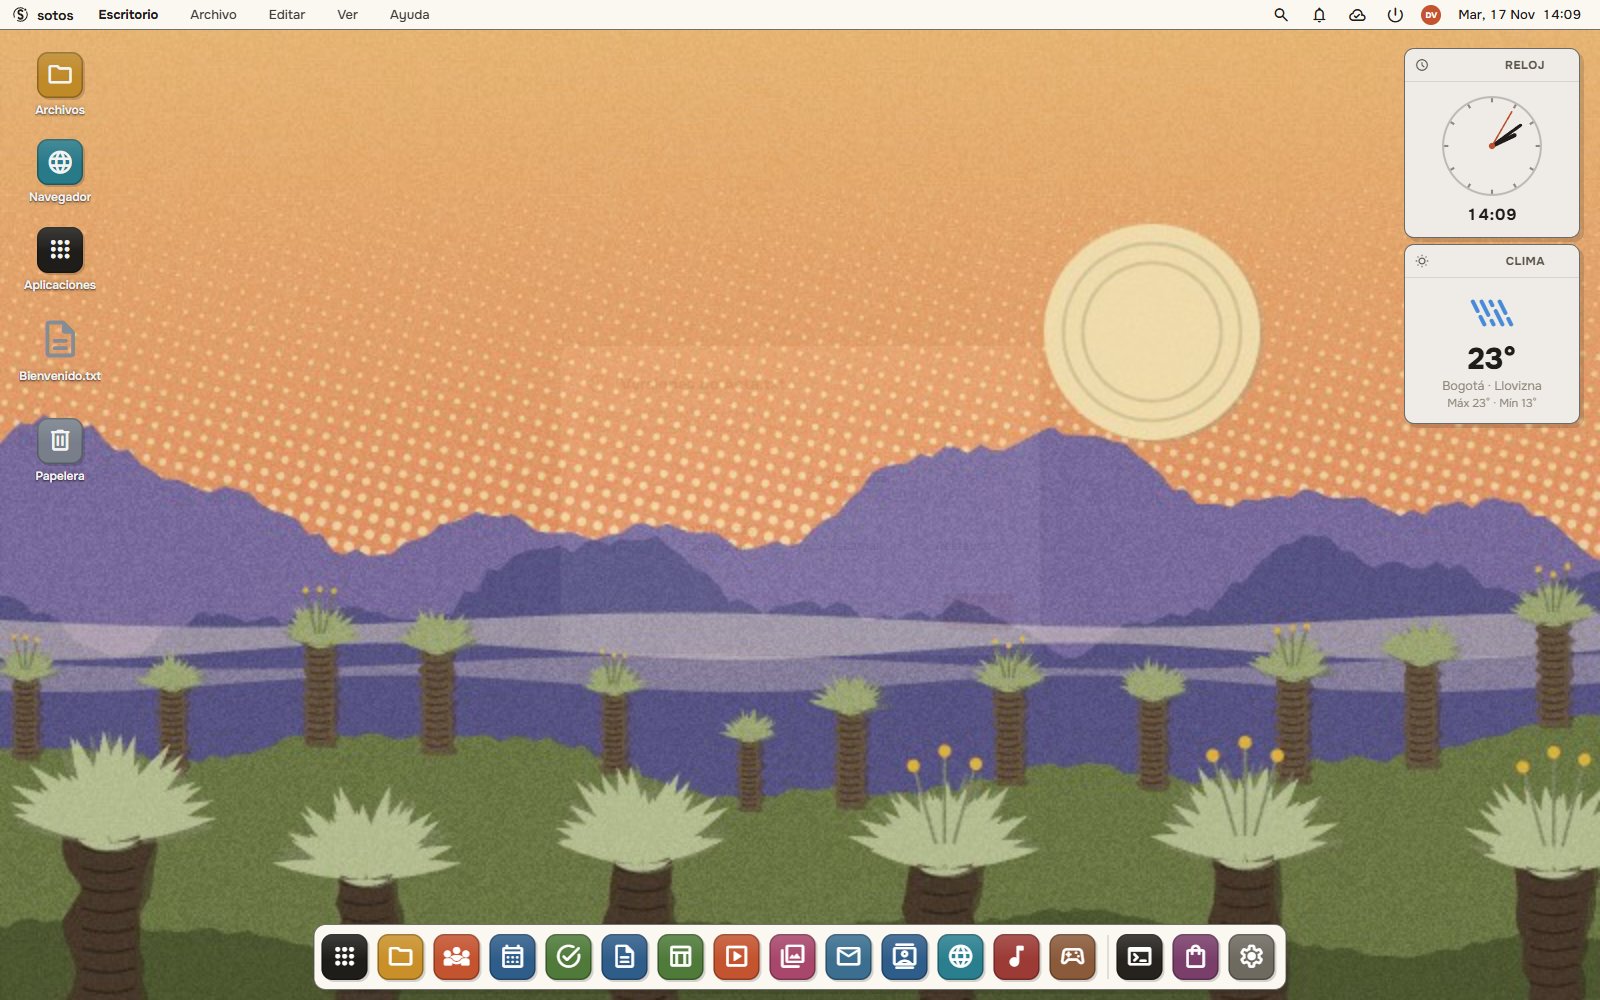 sotos Escritorio Archivo Editar Ver Ayuda DV Mar, 17 Nov 14:09
Archivos
Navegador
Aplicaciones
Bienvenido.txt
Papelera
RELOJ
14:09
CLIMA
23°
Bogotá · Llovizna
Máx 23° · Mín 13°